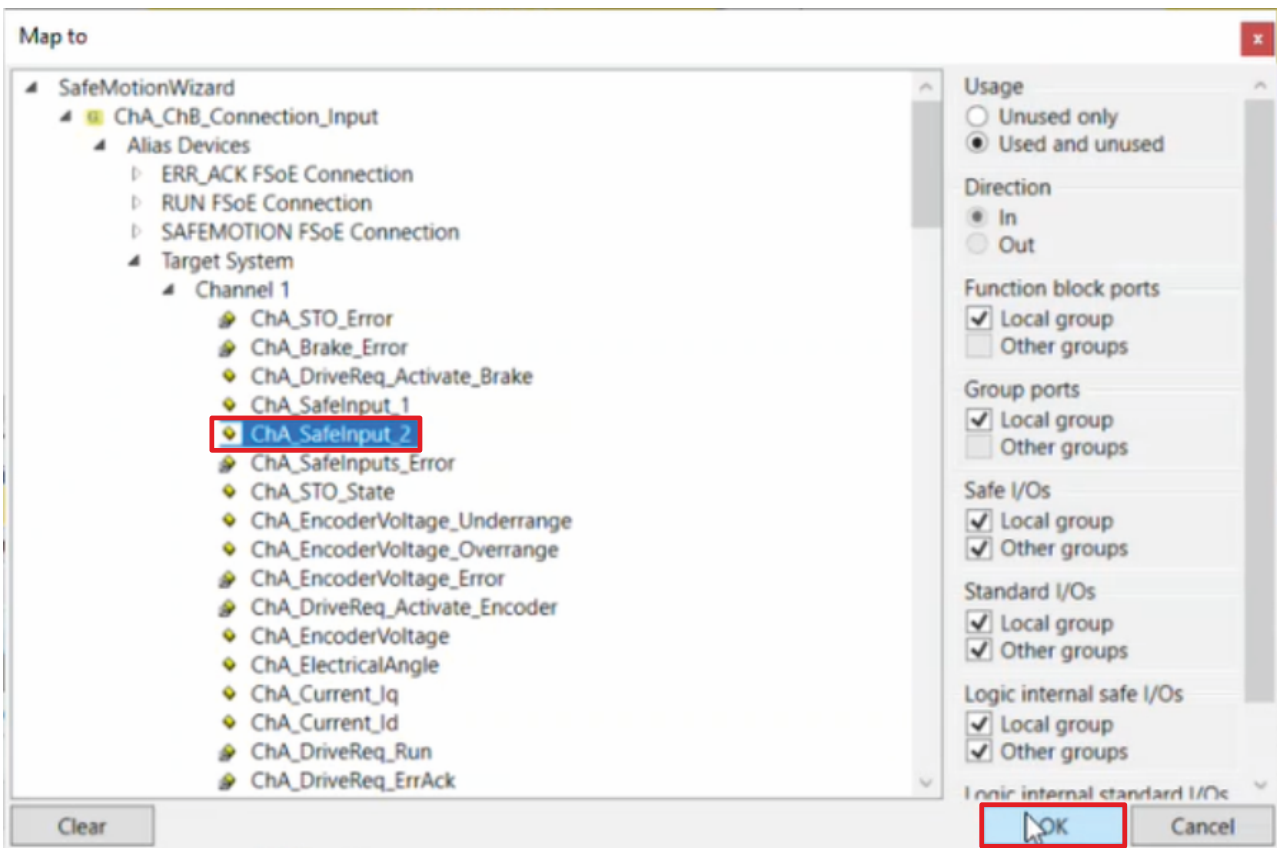 Map to
x
SafeMotionWizard
G ChA_ChB_Connection_Input
Alias Devices
ERR_ACK FSoE Connection
RUN FSoE Connection
SAFEMOTION FSoE Connection
Target System
Channel 1
ChA_STO_Error
ChA_Brake_Error
ChA_DriveReq_Activate_Brake
ChA_SafeInput_1
ChA_SafeInput_2
ChA_SafeInputs_Error
ChA_STO_State
ChA_EncoderVoltage_Underrange
ChA_EncoderVoltage_Overrange
ChA_EncoderVoltage_Error
ChA_DriveReq_Activate_Encoder
ChA_EncoderVoltage
ChA_ElectricalAngle
ChA_Current_Iq
ChA_Current_Id
ChA_DriveReq_Run
ChA_DriveReq_ErrAck
Usage
Unused only
Used and unused
Direction
In
Out
Function block ports
Local group
Other groups
Group ports
Local group
Other groups
Safe I/Os
Local group
Other groups
Standard I/Os
Local group
Other groups
Logic internal safe I/Os
Local group
Other groups
Logic internal standard I/Os
Clear
OK
Cancel